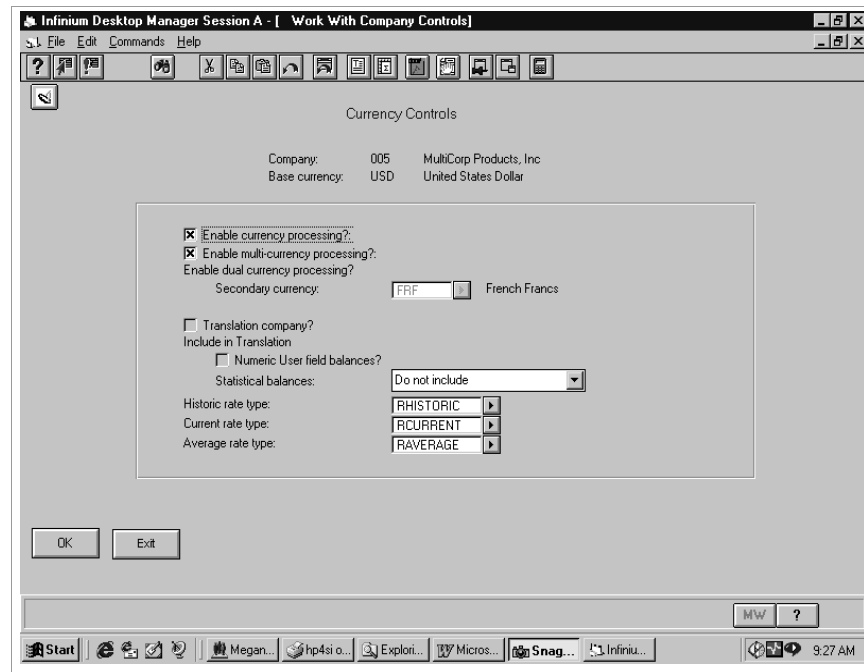 Infinium Desktop Manager Session A - [ Work With Company Controls]
File Edit Commands Help
Currency Controls
Company: 005 MultiCorp Products, Inc
Base currency: USD United States Dollar
Enable currency processing?:
Enable multi-currency processing?:
Enable dual currency processing?
Secondary currency: FRF French Francs
Translation company?
Include in Translation
Numeric User field balances?
Statistical balances: Do not include
Historic rate type: RHISTORIC
Current rate type: RCURRENT
Average rate type: RAVERAGE
OK Exit
MW ?
Start Megan... hp4si o... Explori... Micros... Snag... Infiniu... 9:27 AM